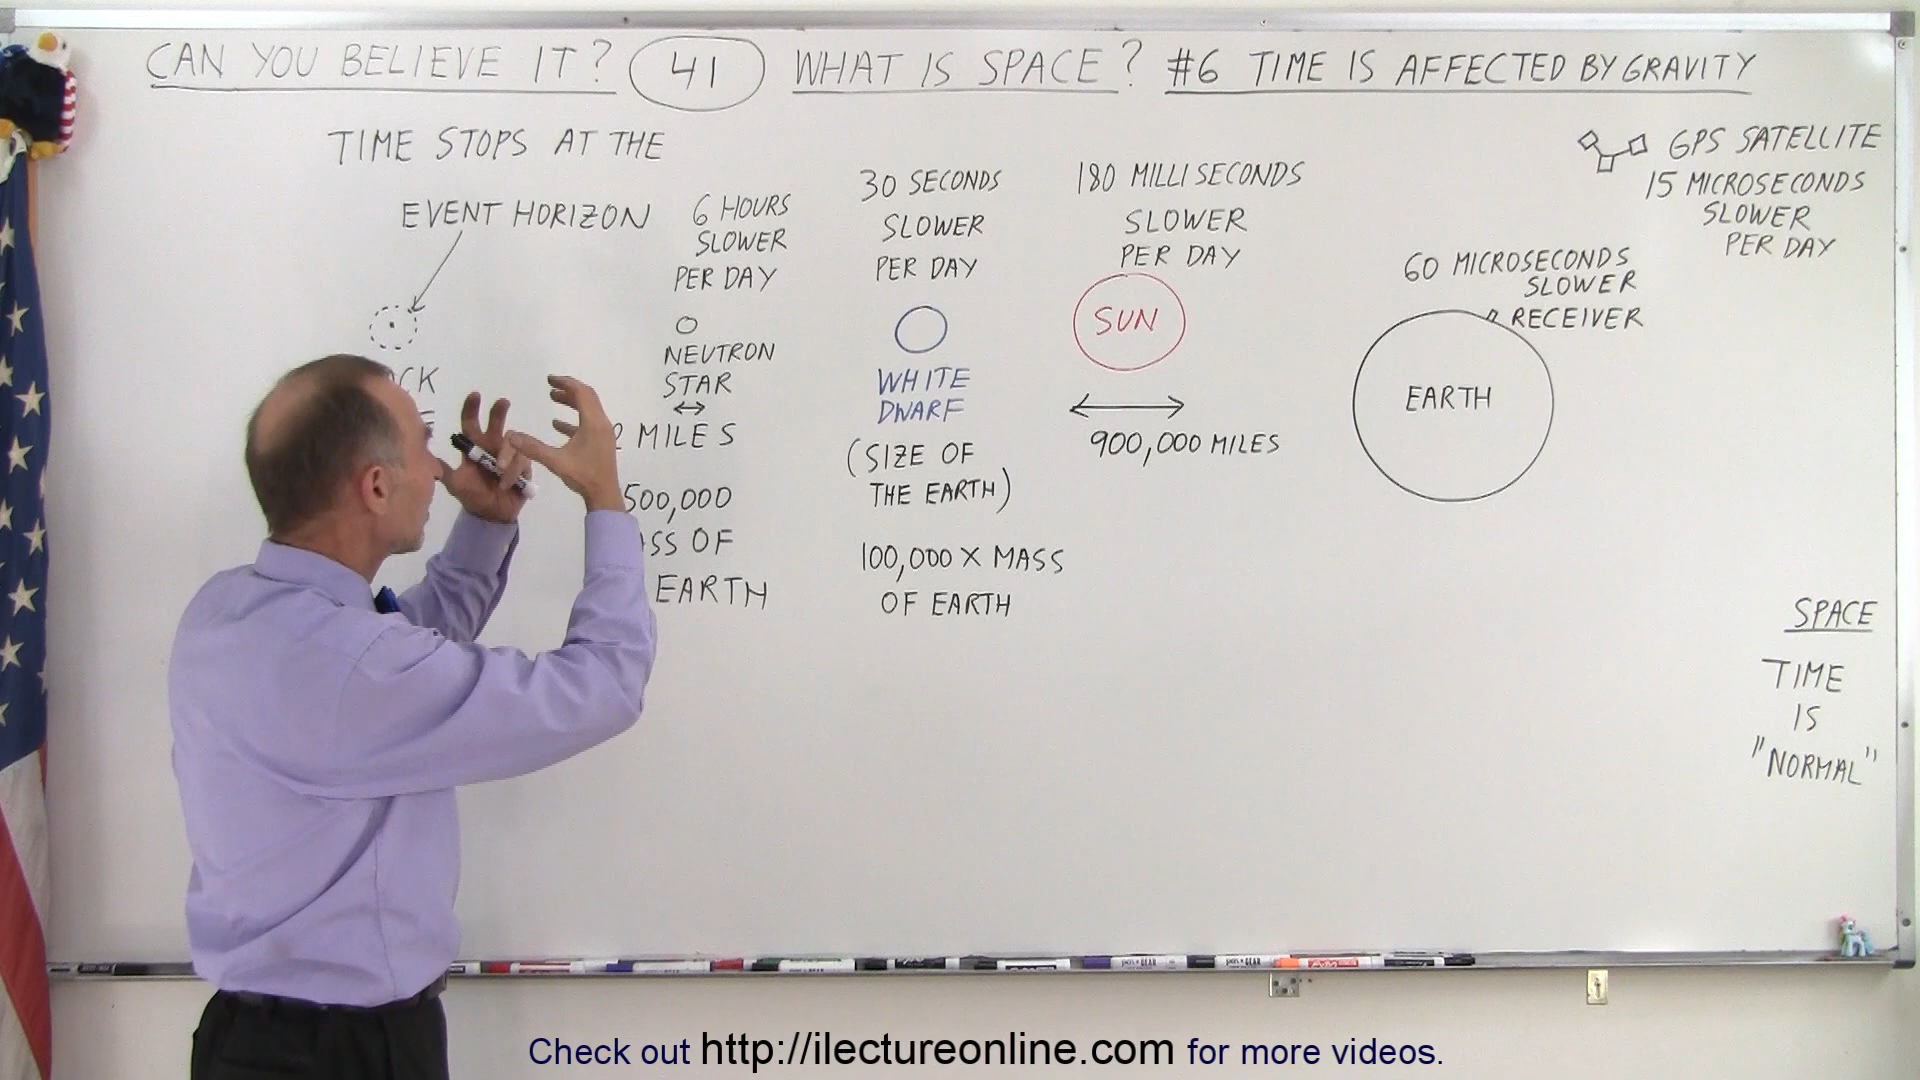 CAN YOU BELIEVE IT? 41 WHAT IS SPACE? #6 TIME IS AFFECTED BY GRAVITY
TIME STOPS AT THE
EVENT HORIZON
6 HOURS
SLOWER
PER DAY
NEUTRON
STAR
MILES
500,000
OF
EARTH
30 SECONDS
SLOWER
PER DAY
WHITE
DWARF
(SIZE OF
THE EARTH)
100,000 X MASS
OF EARTH
180 MILLISECONDS
SLOWER
PER DAY
SUN
900,000 MILES
GPS SATELLITE
15 MICROSECONDS
SLOWER
PER DAY
60 MICROSECONDS
SLOWER
RECEIVER
EARTH
SPACE
TIME
IS
"NORMAL"
Check out http://ilectureonline.com for more videos.